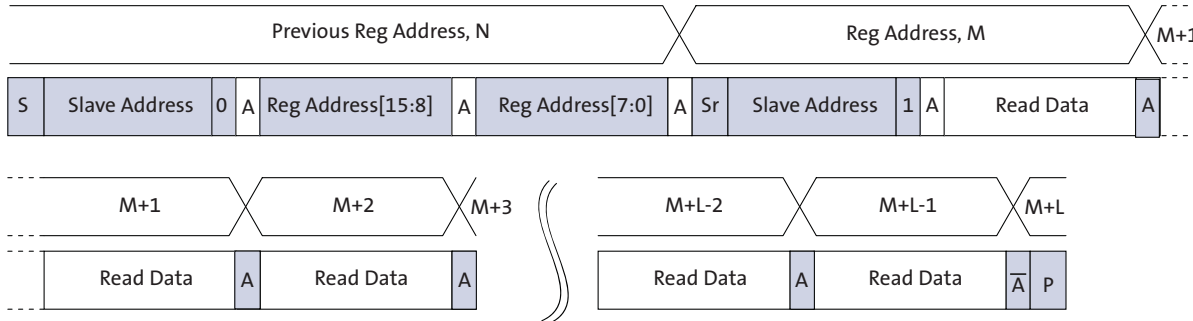 Previous Reg Address, N Reg Address, M M+1
S Slave Address 0 A Reg Address[15:8] A Reg Address[7:0] A Sr Slave Address 1 A Read Data A
M+1 M+2 M+3 M+L-2 M+L-1 M+L
Read Data A Read Data A Read Data A Read Data A̅ P